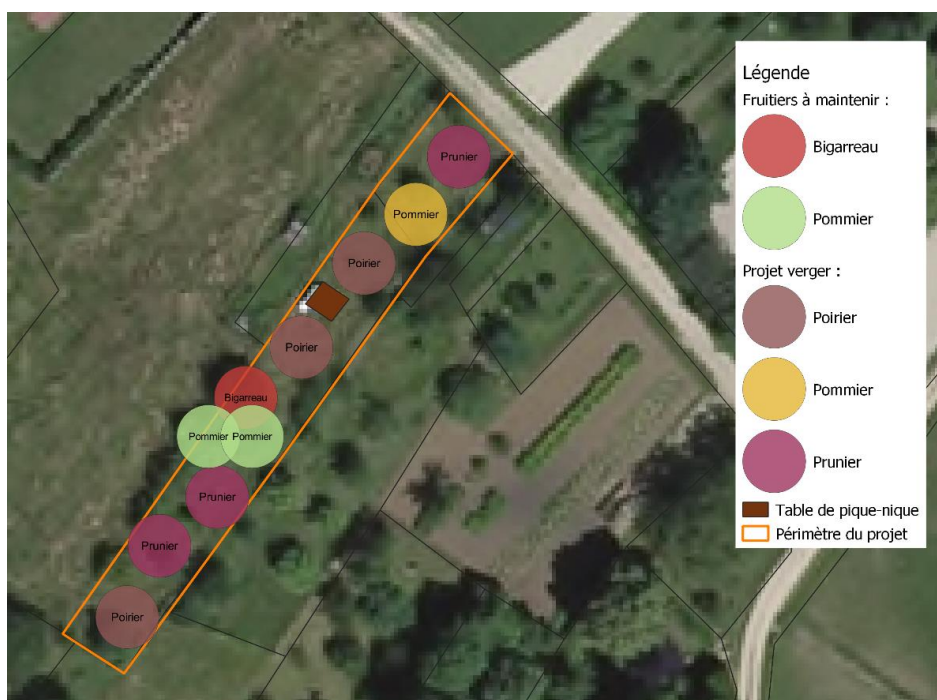 Prunier
Pommier
Poirier
Poirier
Bigarreau
Pommier Pommier
Prunier
Prunier
Poirier
Légende
Fruitiers à maintenir :
Bigarreau
Pommier
Projet verger :
Poirier
Pommier
Prunier
Table de pique-nique
Périmètre du projet